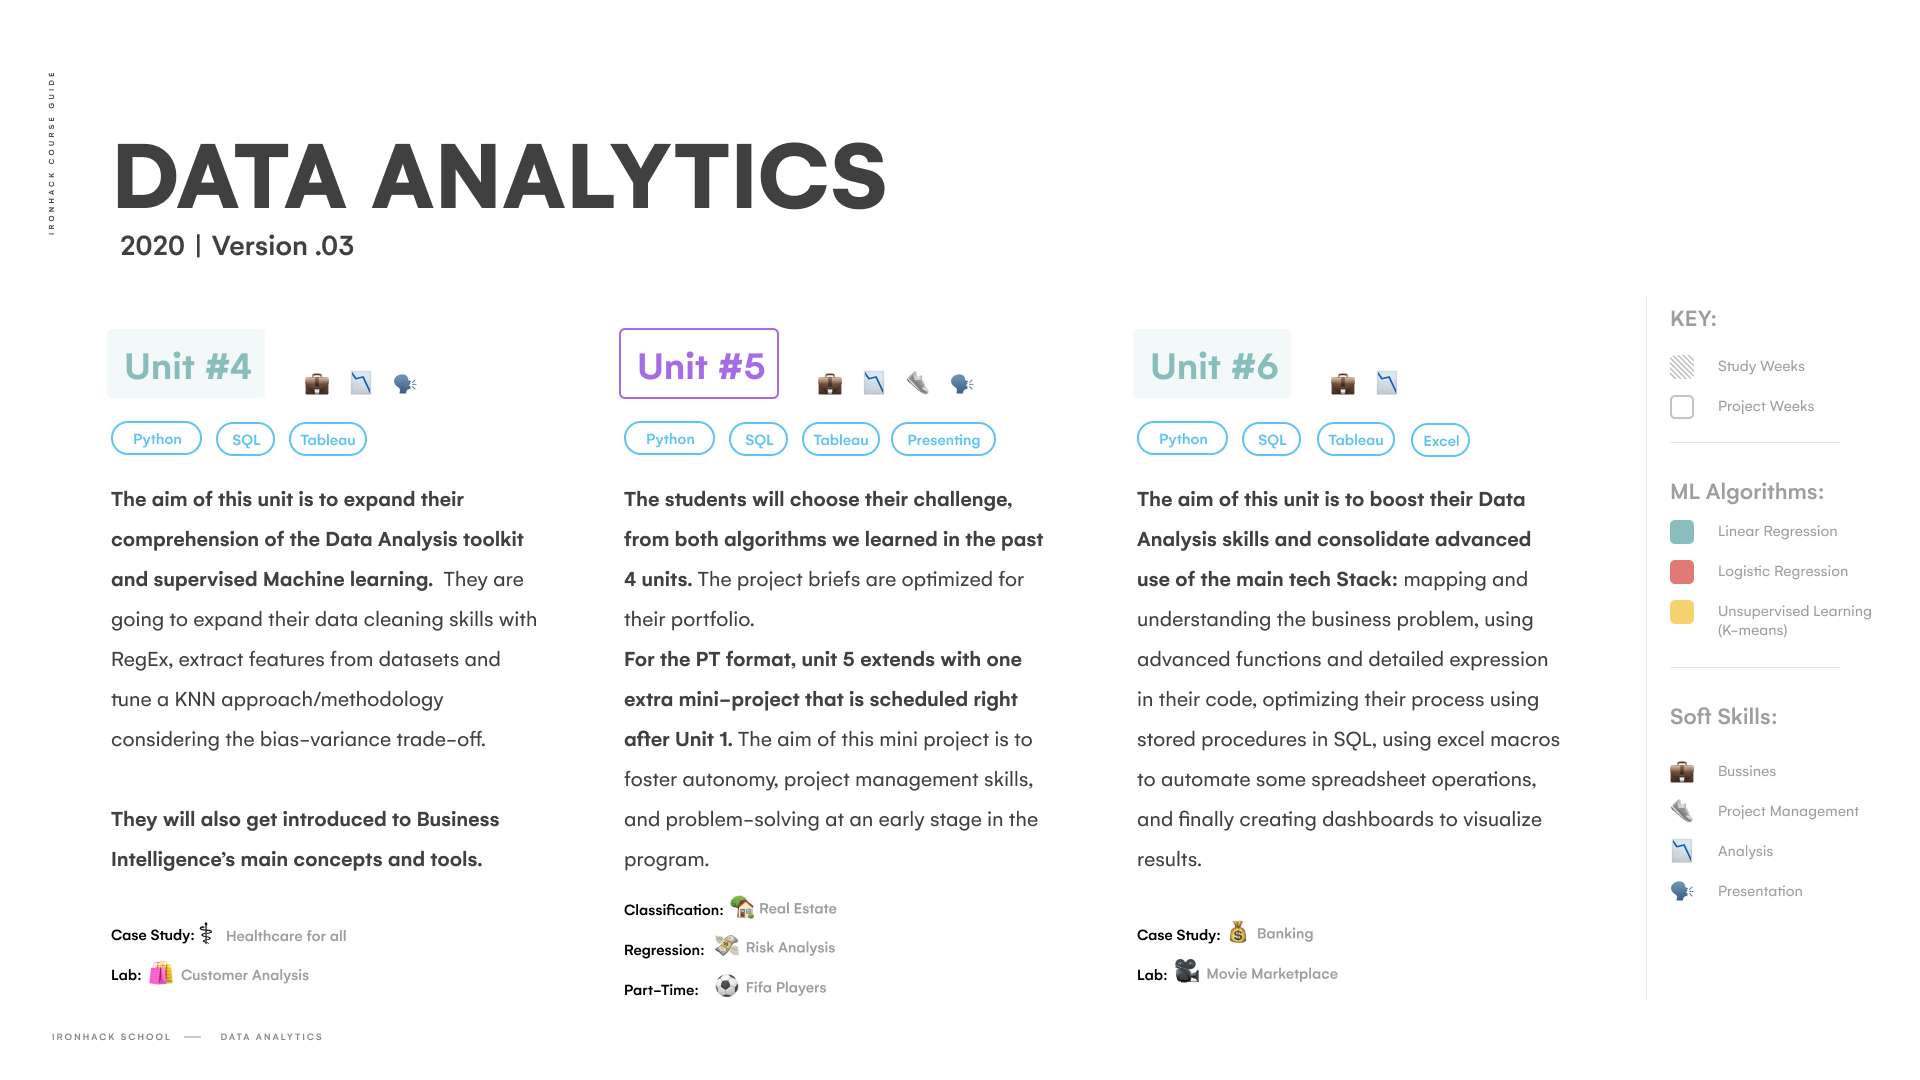 IRONHACK COURSE GUIDE
DATA ANALYTICS
2020 | Version .03
Unit #4
Python
SQL
Tableau
The aim of this unit is to expand their
comprehension of the Data Analysis toolkit
and supervised Machine learning. They are
going to expand their data cleaning skills with
RegEx, extract features from datasets and
tune a KNN approach/methodology
considering the bias-variance trade-off.
They will also get introduced to Business
Intelligence's main concepts and tools.
Case Study: Healthcare for all
Lab: Customer Analysis
Unit #5
Python
SQL
Tableau
Presenting
The students will choose their challenge,
from both algorithms we learned in the past
4 units. The project briefs are optimized for
their portfolio.
For the PT format, unit 5 extends with one
extra mini-project that is scheduled right
after Unit 1. The aim of this mini project is to
foster autonomy, project management skills,
and problem-solving at an early stage in the
program.
Classification: Real Estate
Regression: Risk Analysis
Part-Time: Fifa Players
Unit #6
Python
SQL
Tableau
Excel
The aim of this unit is to boost their Data
Analysis skills and consolidate advanced
use of the main tech Stack: mapping and
understanding the business problem, using
advanced functions and detailed expression
in their code, optimizing their process using
stored procedures in SQL, using excel macros
to automate some spreadsheet operations,
and finally creating dashboards to visualize
results.
Case Study: Banking
Lab: Movie Marketplace
KEY:
Study Weeks
Project Weeks
ML Algorithms:
Linear Regression
Logistic Regression
Unsupervised Learning
(K-means)
Soft Skills:
Bussines
Project Management
Analysis
Presentation
IRONHACK SCHOOL — DATA ANALYTICS